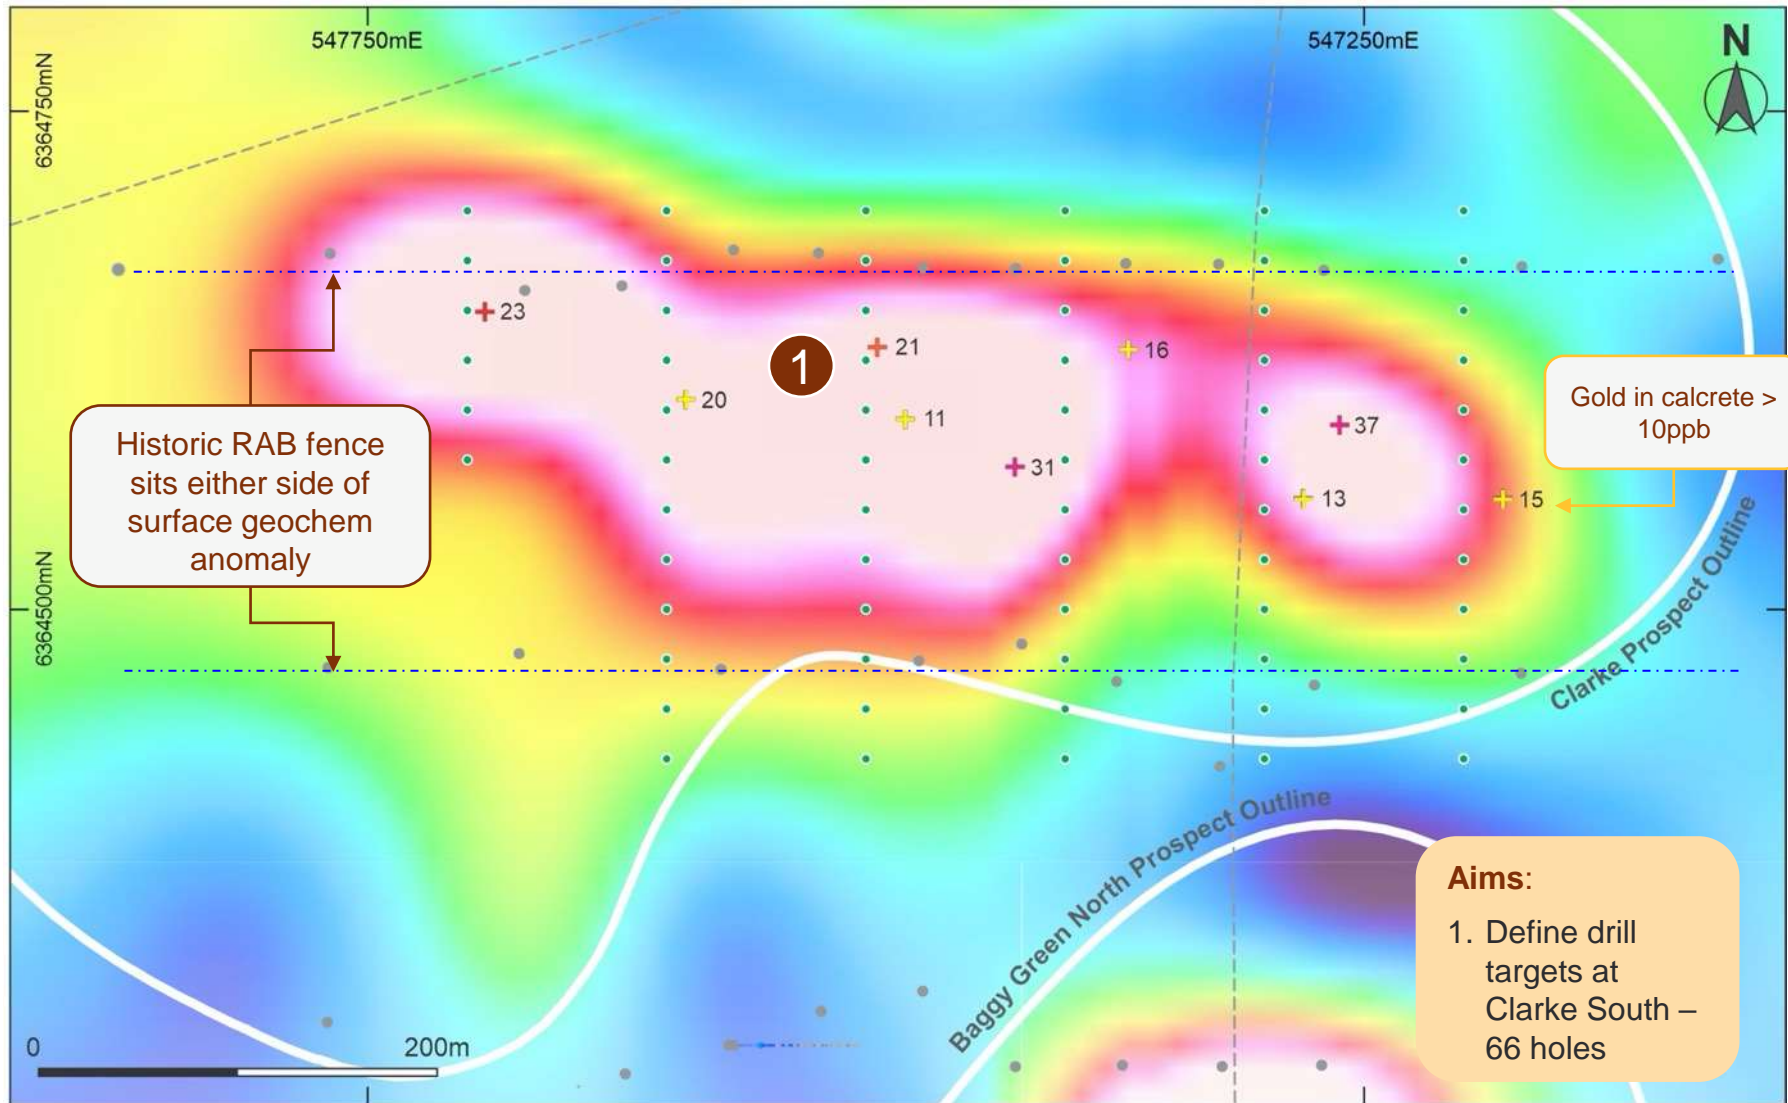 547750mE
547250mE
N
6364750mN
23
21
16
1
20
11
37
31
13
15
Gold in calcrete >
10ppb
Historic RAB fence
sits either side of
surface geochem
anomaly
6364500mN
Clarke Prospect Outline
Baggy Green North Prospect Outline
Aims:
1. Define drill
targets at
Clarke South –
66 holes
0
200m